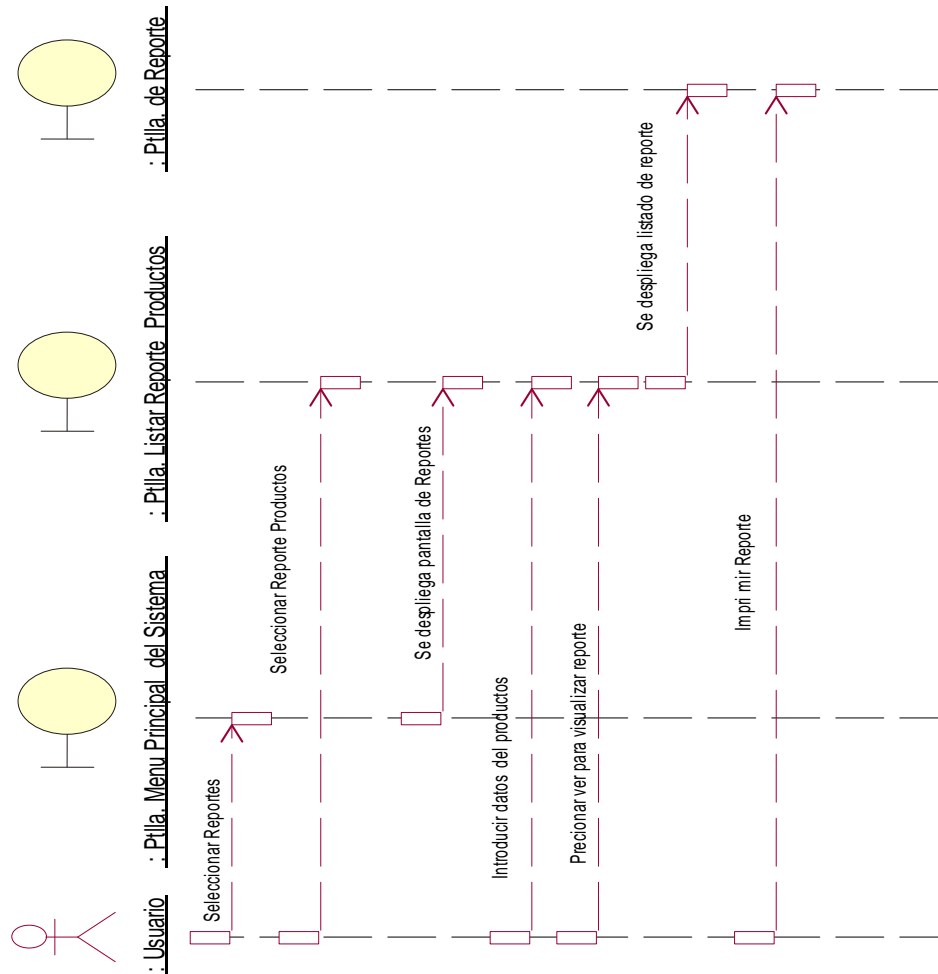 : Usuario
: Ptlla. Menu Principal del Sistema
: Ptlla. Listar Reporte Productos
: Ptlla. de Reporte
Seleccionar Reportes
Seleccionar Reporte Productos
Se despliega pantalla de Reportes
Introducir datos del productos
Precionar ver para visualizar reporte
Se despliega listado de reporte
Imprimir Reporte